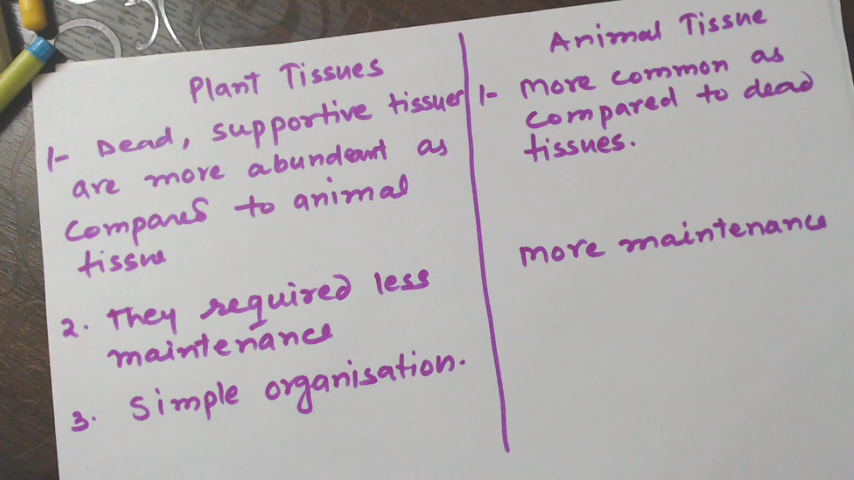 Plant Tissues
1- Dead, supportive tissues
are more abundant as
compares to animal
tissue
2. They required less
maintenance
3. Simple organisation.
Animal Tissue
1- More common as
compared to dead
tissues.
more maintenance